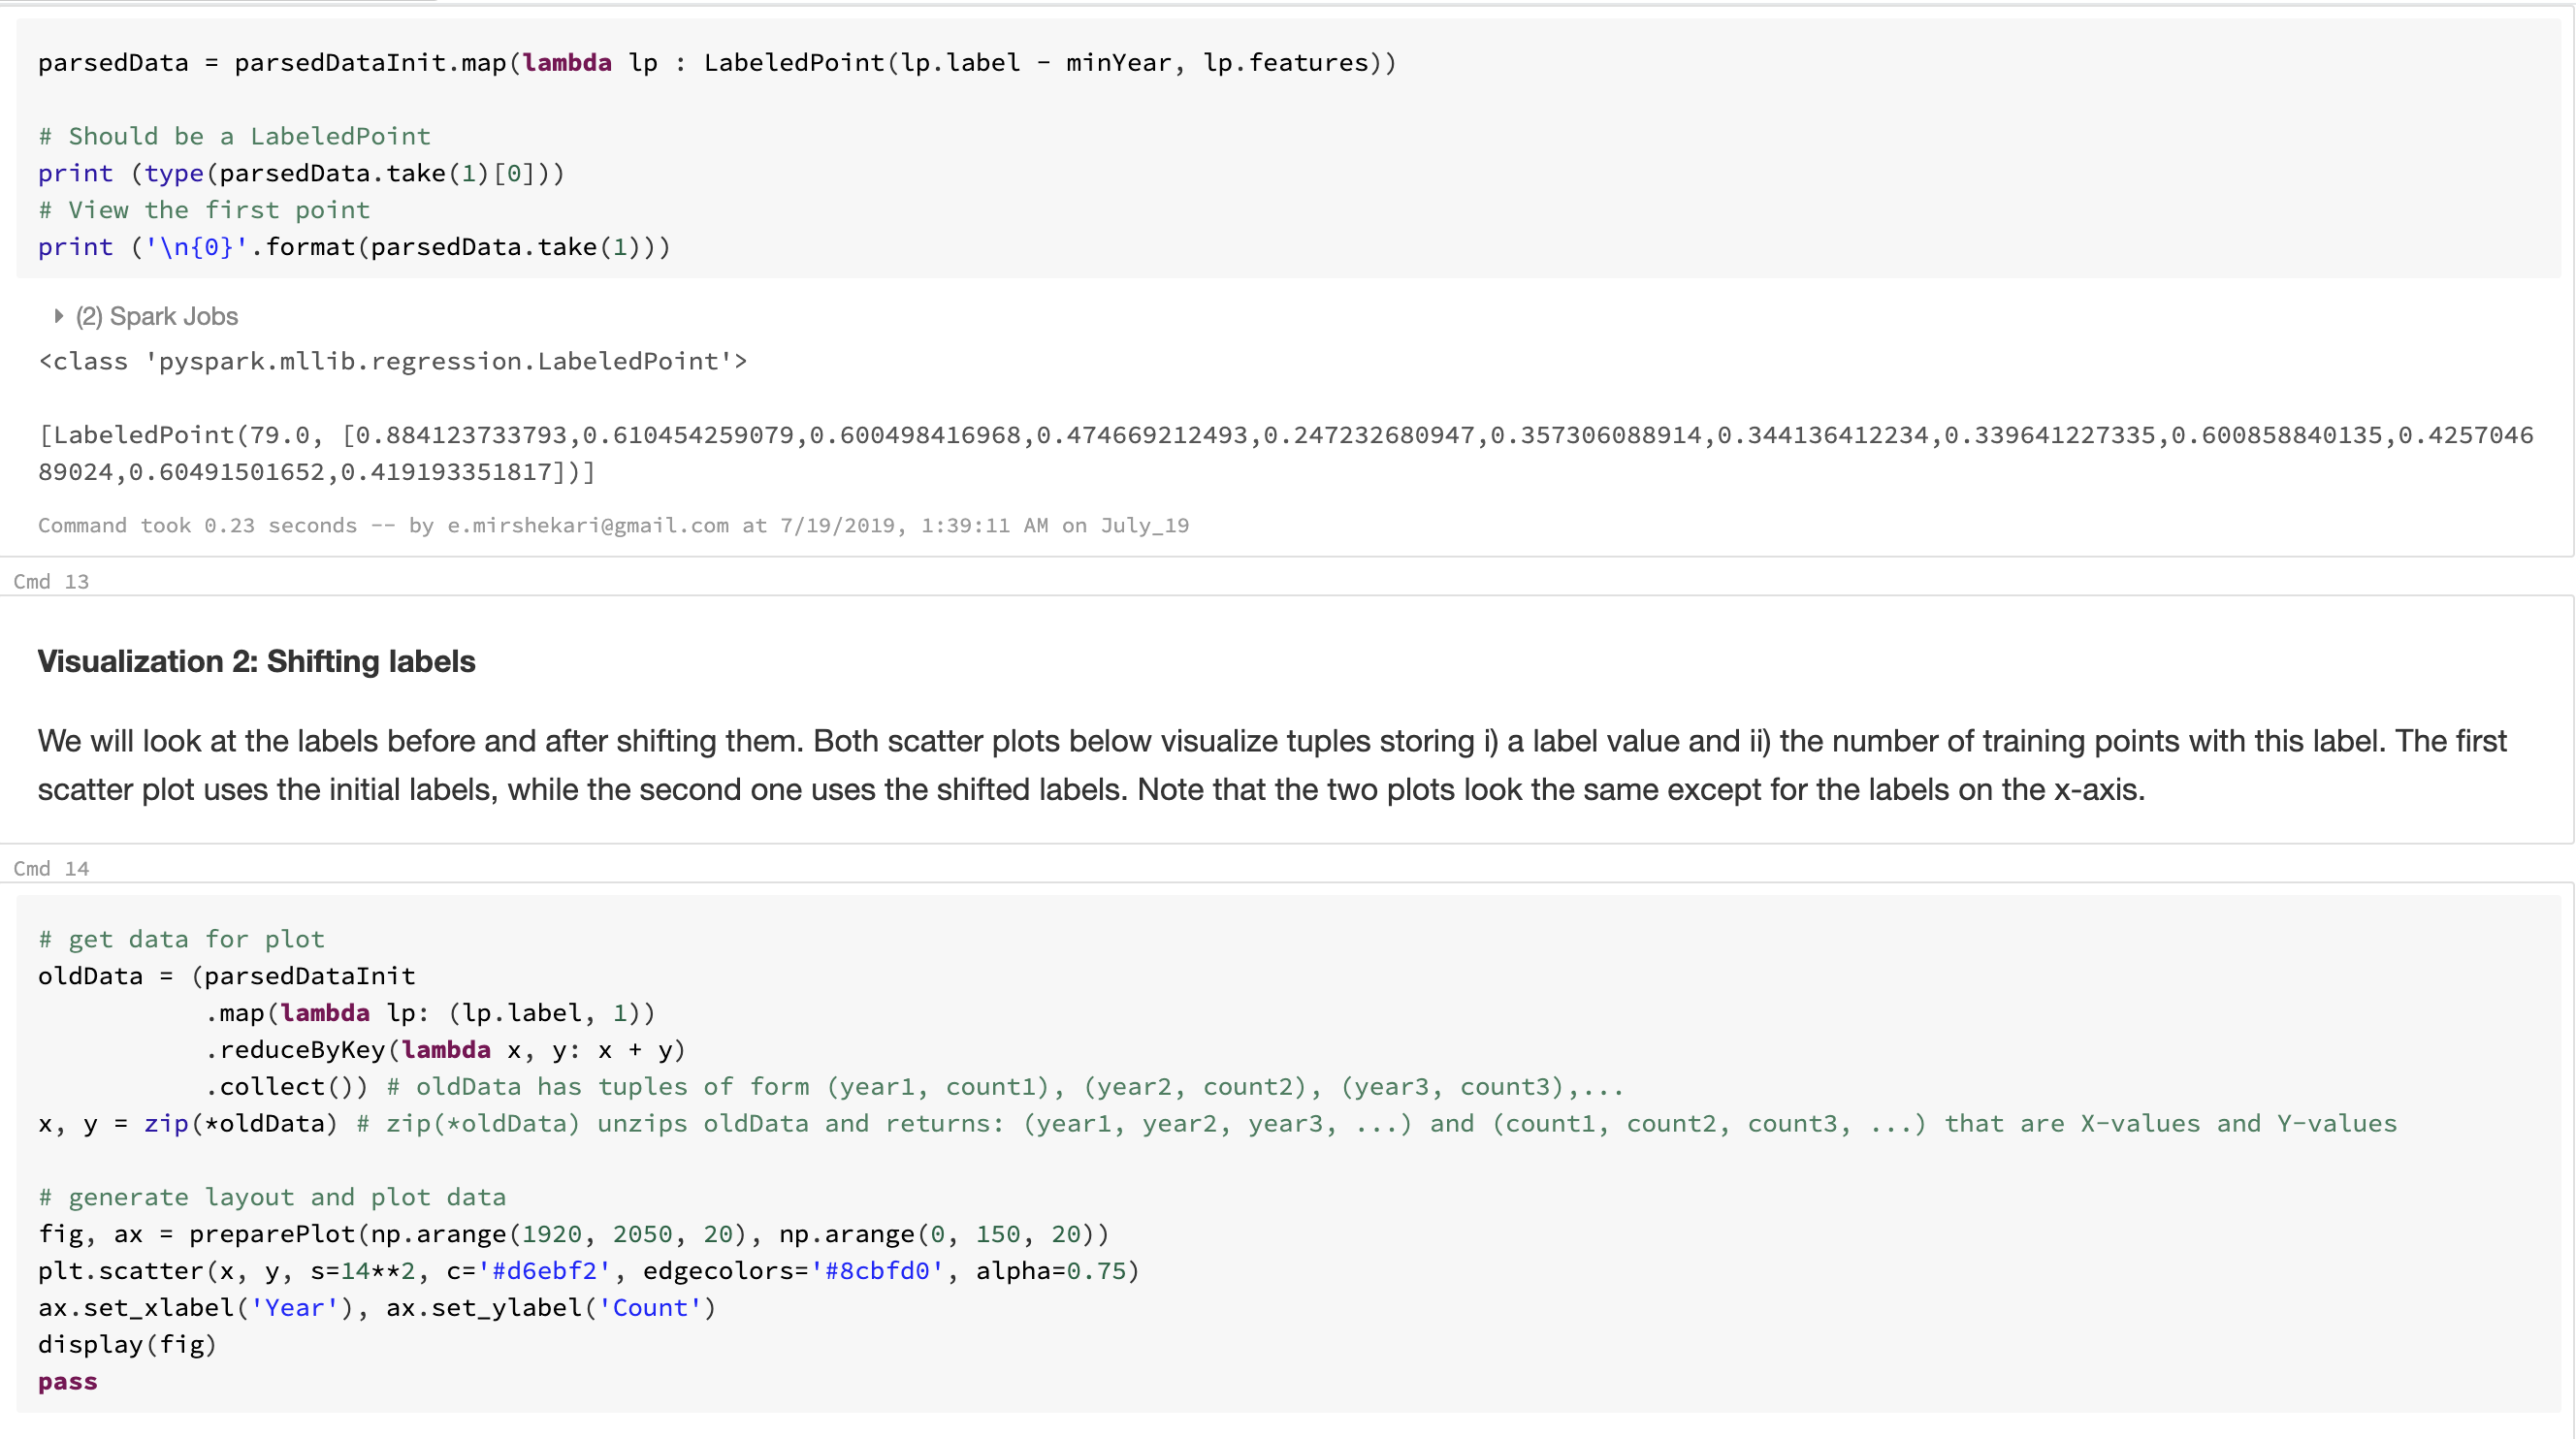 parsedData = parsedDataInit.map(lambda lp : LabeledPoint(lp.label - minYear, lp.features))
# Should be a LabeledPoint
print (type(parsedData.take(1)[0]))
# View the first point
print ('\n{0}'.format(parsedData.take(1)))
(2) Spark Jobs
<class 'pyspark.mllib.regression.LabeledPoint'>
[LabeledPoint(79.0, [0.884123733793,0.610454259079,0.600498416968,0.474669212493,0.247232680947,0.357306088914,0.344136412234,0.339641227335,0.600858840135,0.4257046
89024,0.60491501652,0.419193351817])]
Command took 0.23 seconds -- by e.mirshekari@gmail.com at 7/19/2019, 1:39:11 AM on July_19
Cmd 13
Visualization 2: Shifting labels
We will look at the labels before and after shifting them. Both scatter plots below visualize tuples storing i) a label value and ii) the number of training points with this label. The first
scatter plot uses the initial labels, while the second one uses the shifted labels. Note that the two plots look the same except for the labels on the x-axis.
Cmd 14
# get data for plot
oldData = (parsedDataInit
.map(lambda lp: (lp.label, 1))
.reduceByKey(lambda x, y: x + y)
.collect()) # oldData has tuples of form (year1, count1), (year2, count2), (year3, count3),...
x, y = zip(*oldData) # zip(*oldData) unzips oldData and returns: (year1, year2, year3, ...) and (count1, count2, count3, ...) that are X-values and Y-values
# generate layout and plot data
fig, ax = preparePlot(np.arange(1920, 2050, 20), np.arange(0, 150, 20))
plt.scatter(x, y, s=14**2, c='#d6ebf2', edgecolors='#8cbfd0', alpha=0.75)
ax.set_xlabel('Year'), ax.set_ylabel('Count')
display(fig)
pass